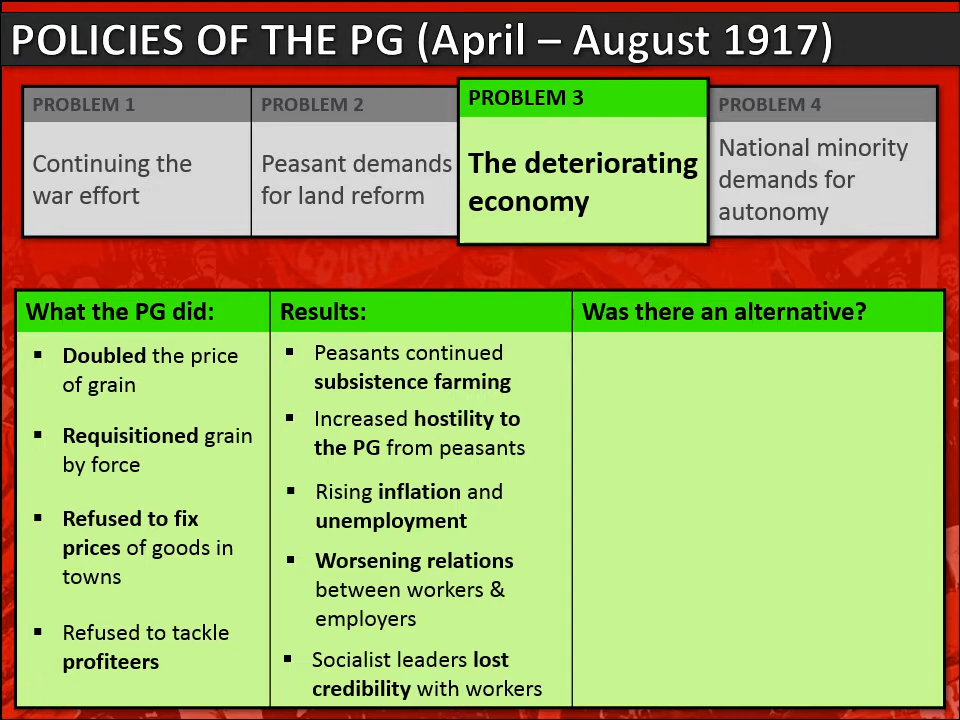 POLICIES OF THE PG (April – August 1917)
PROBLEM 1
Continuing the
war effort
PROBLEM 2
Peasant demands
for land reform
PROBLEM 3
The deteriorating
economy
PROBLEM 4
National minority
demands for
autonomy
What the PG did:
▪ Doubled the price
of grain
▪ Requisitioned grain
by force
▪ Refused to fix
prices of goods in
towns
▪ Refused to tackle
profiteers
Results:
▪ Peasants continued
subsistence farming
▪ Increased hostility to
the PG from peasants
▪ Rising inflation and
unemployment
▪ Worsening relations
between workers &
employers
▪ Socialist leaders lost
credibility with workers
Was there an alternative?